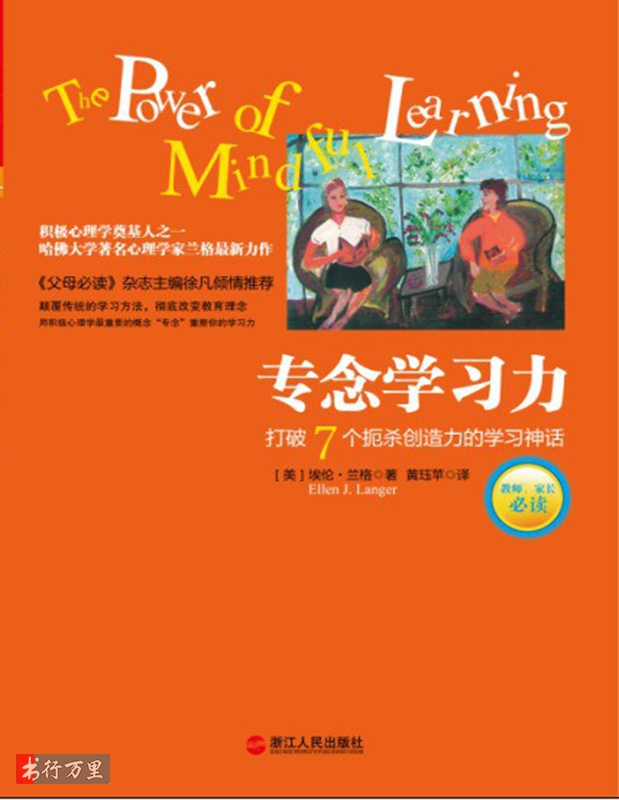 The Power of Mindful Learning
积极心理学奠基人之一
哈佛大学著名心理学家兰格最新力作
《父母必读》杂志主编徐凡倾情推荐
颠覆传统的学习方法,彻底改变教育理念
用积极心理学最重要的概念“专念”重塑你的学习力
专念学习力
打破 7 个扼杀创造力的学习神话
[美]埃伦·兰格◎著 黄珏苹◎译
Ellen J. Langer
教师、家长
必读
浙江人民出版社
书行万里